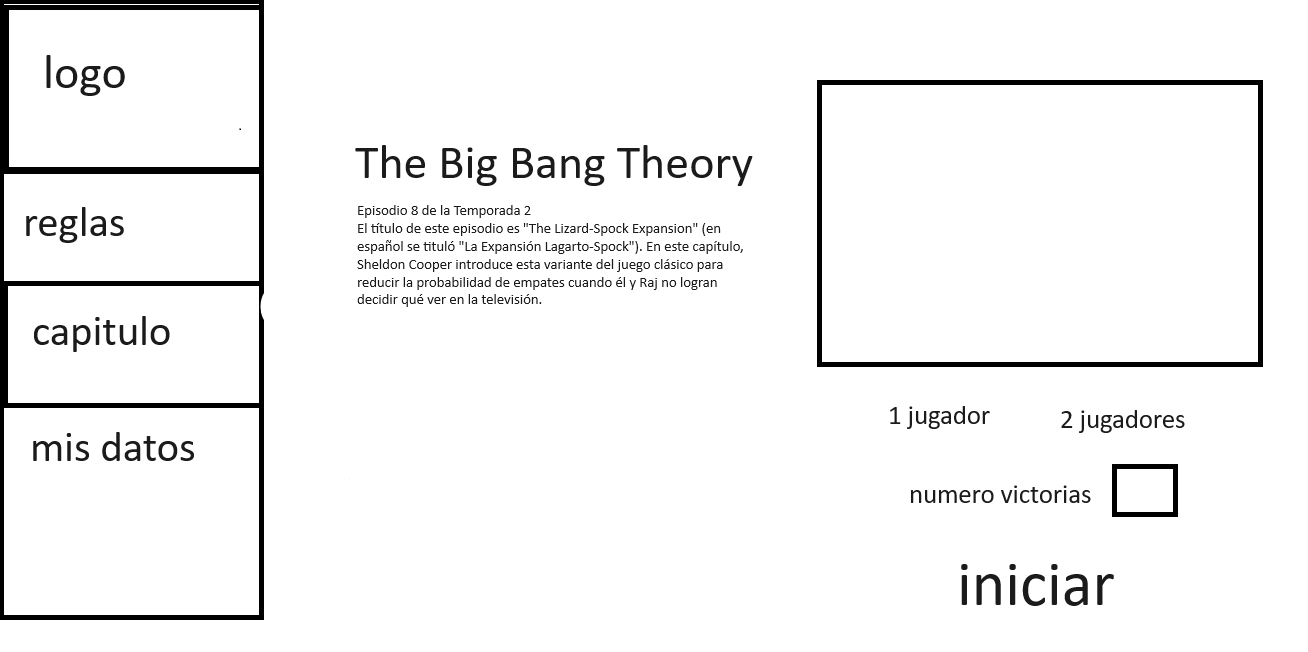 logo
reglas
capitulo
mis datos
The Big Bang Theory
Episodio 8 de la Temporada 2
El título de este episodio es "The Lizard-Spock Expansion" (en
español se tituló "La Expansión Lagarto-Spock"). En este capítulo,
Sheldon Cooper introduce esta variante del juego clásico para
reducir la probabilidad de empates cuando él y Raj no logran
decidir qué ver en la televisión.
1 jugador
2 jugadores
numero victorias
iniciar